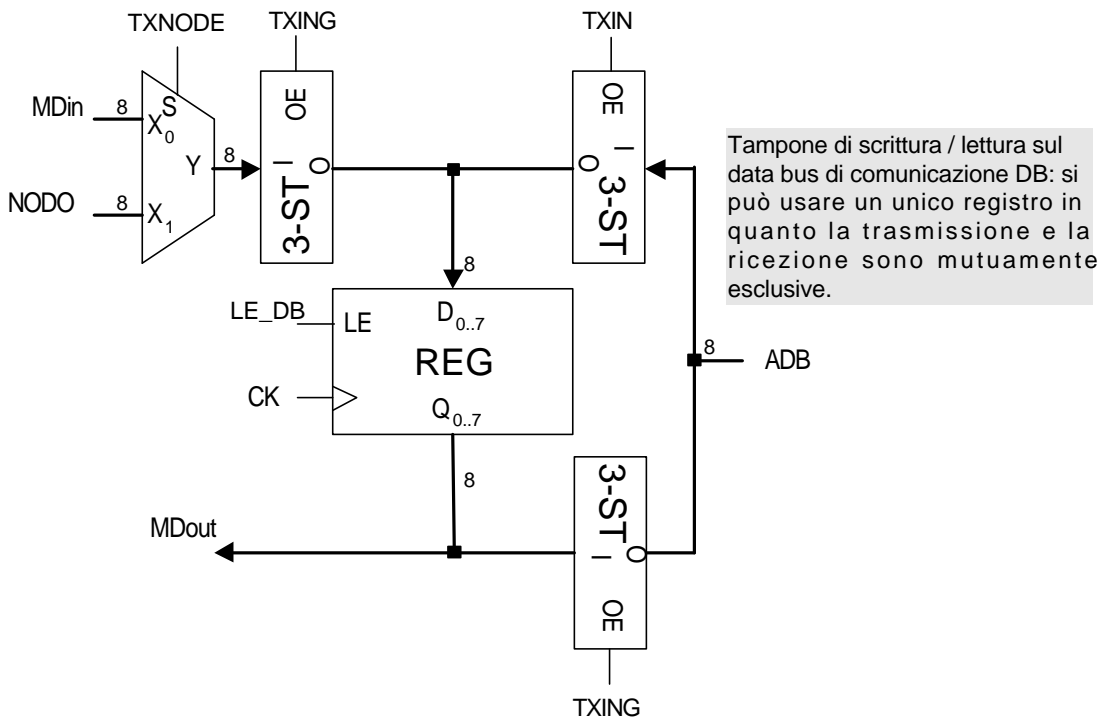 TXNODE
TXING
TXIN
MDin
8
S
X0
Y
8
NODO
8
X1
OE
I
O
3-ST
OE
I
O
3-ST
Tampone di scrittura / lettura sul
data bus di comunicazione DB: si
può usare un unico registro in
quanto la trasmissione e la
ricezione sono mutuamente
esclusive.
8
LE_DB
LE
D0..7
REG
CK
Q0..7
8
ADB
8
MDout
3-ST
I
O
OE
TXING